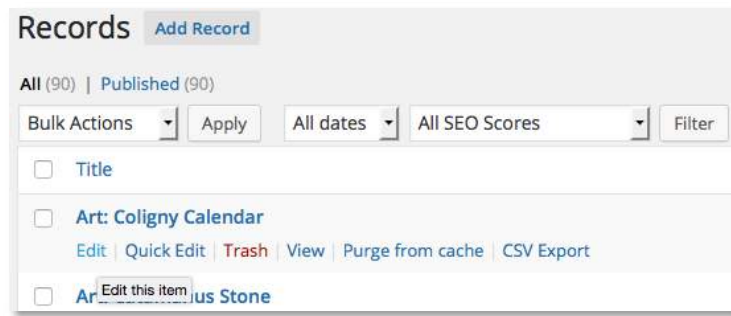 Records Add Record
All (90) | Published (90)
Bulk Actions Apply All dates All SEO Scores Filter
Title
Art: Coligny Calendar
Edit | Quick Edit | Trash | View | Purge from cache | CSV Export
Edit this item
Stone